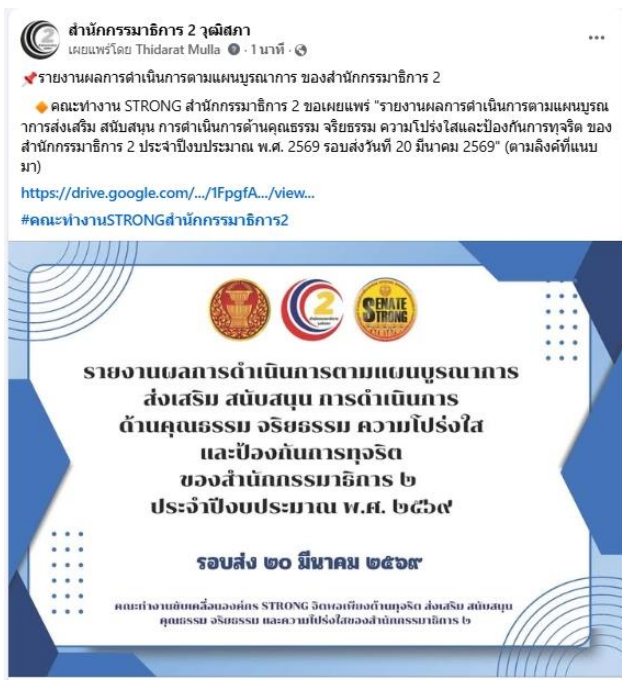 สำนักกรรมาธิการ 2 วุฒิสภา
เผยแพร่โดย Thidarat Mulla · 1 นาที ·
รายงานผลการดำเนินการตามแผนบูรณาการ ของสำนักกรรมาธิการ 2
คณะทำงาน STRONG สำนักกรรมาธิการ 2 ขอเผยแพร่ "รายงานผลการดำเนินการตามแผนบูรณ
าการส่งเสริม สนับสนุน การดำเนินการด้านคุณธรรม จริยธรรม ความโปร่งใสและป้องกันการทุจริต ของ
สำนักกรรมาธิการ 2 ประจำปีงบประมาณ พ.ศ. 2569 รอบส่งวันที่ 20 มีนาคม 2569" (ตามลิงค์ที่แนบ
มา)
https://drive.google.com/.../1FpgfA.../view...
#คณะทำงานSTRONGสำนักกรรมาธิการ2
2
SENATE
STRONG
รายงานผลการดำเนินการตามแผนบูรณาการ
ส่งเสริม สนับสนุน การดำเนินการ
ด้านคุณธรรม จริยธรรม ความโปร่งใส
และป้องกันการทุจริต
ของสำนักกรรมาธิการ ๒
ประจำปีงบประมาณ พ.ศ. ๒๕๖๙
รอบส่ง ๒๐ มีนาคม ๒๕๖๙
คณะทำงานขับเคลื่อนองค์กร STRONG จิตพอเพียงต้านทุจริต ส่งเสริม สนับสนุน
คุณธรรม จริยธรรม และความโปร่งใสของสำนักกรรมาธิการ ๒